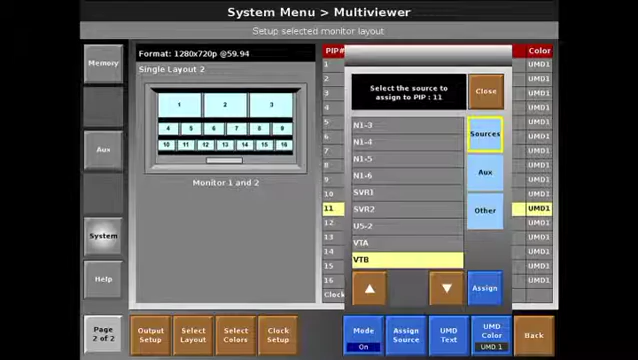 System Menu > Multiviewer
Setup selected monitor layout
Memory
Aux
System
Help
Page
2 of 2
Format: 1280x720p @59.94
Single Layout 2
1 2 3
4 5 6 7 8 9
10 11 12 13 14 15 16
Monitor 1 and 2
PIP# Color
1 UMD1
2 UMD1
3 UMD1
4 UMD1
5 UMD1
6 UMD1
7 UMD1
8 UMD1
9 UMD1
10 UMD1
11 UMD1
12 UMD1
13 UMD1
14 UMD1
15 UMD1
16 UMD1
Clock
Select the source to
assign to PIP : 11
Close
N1-3
N1-4
N1-5
N1-6
SVR1
SVR2
U5-2
VTA
VTB
Sources
Aux
Other
Assign
Output
Setup
Select
Layout
Select
Colors
Clock
Setup
Mode
On
Assign
Source
UMD
Text
UMD
Color
UMD 1
Back